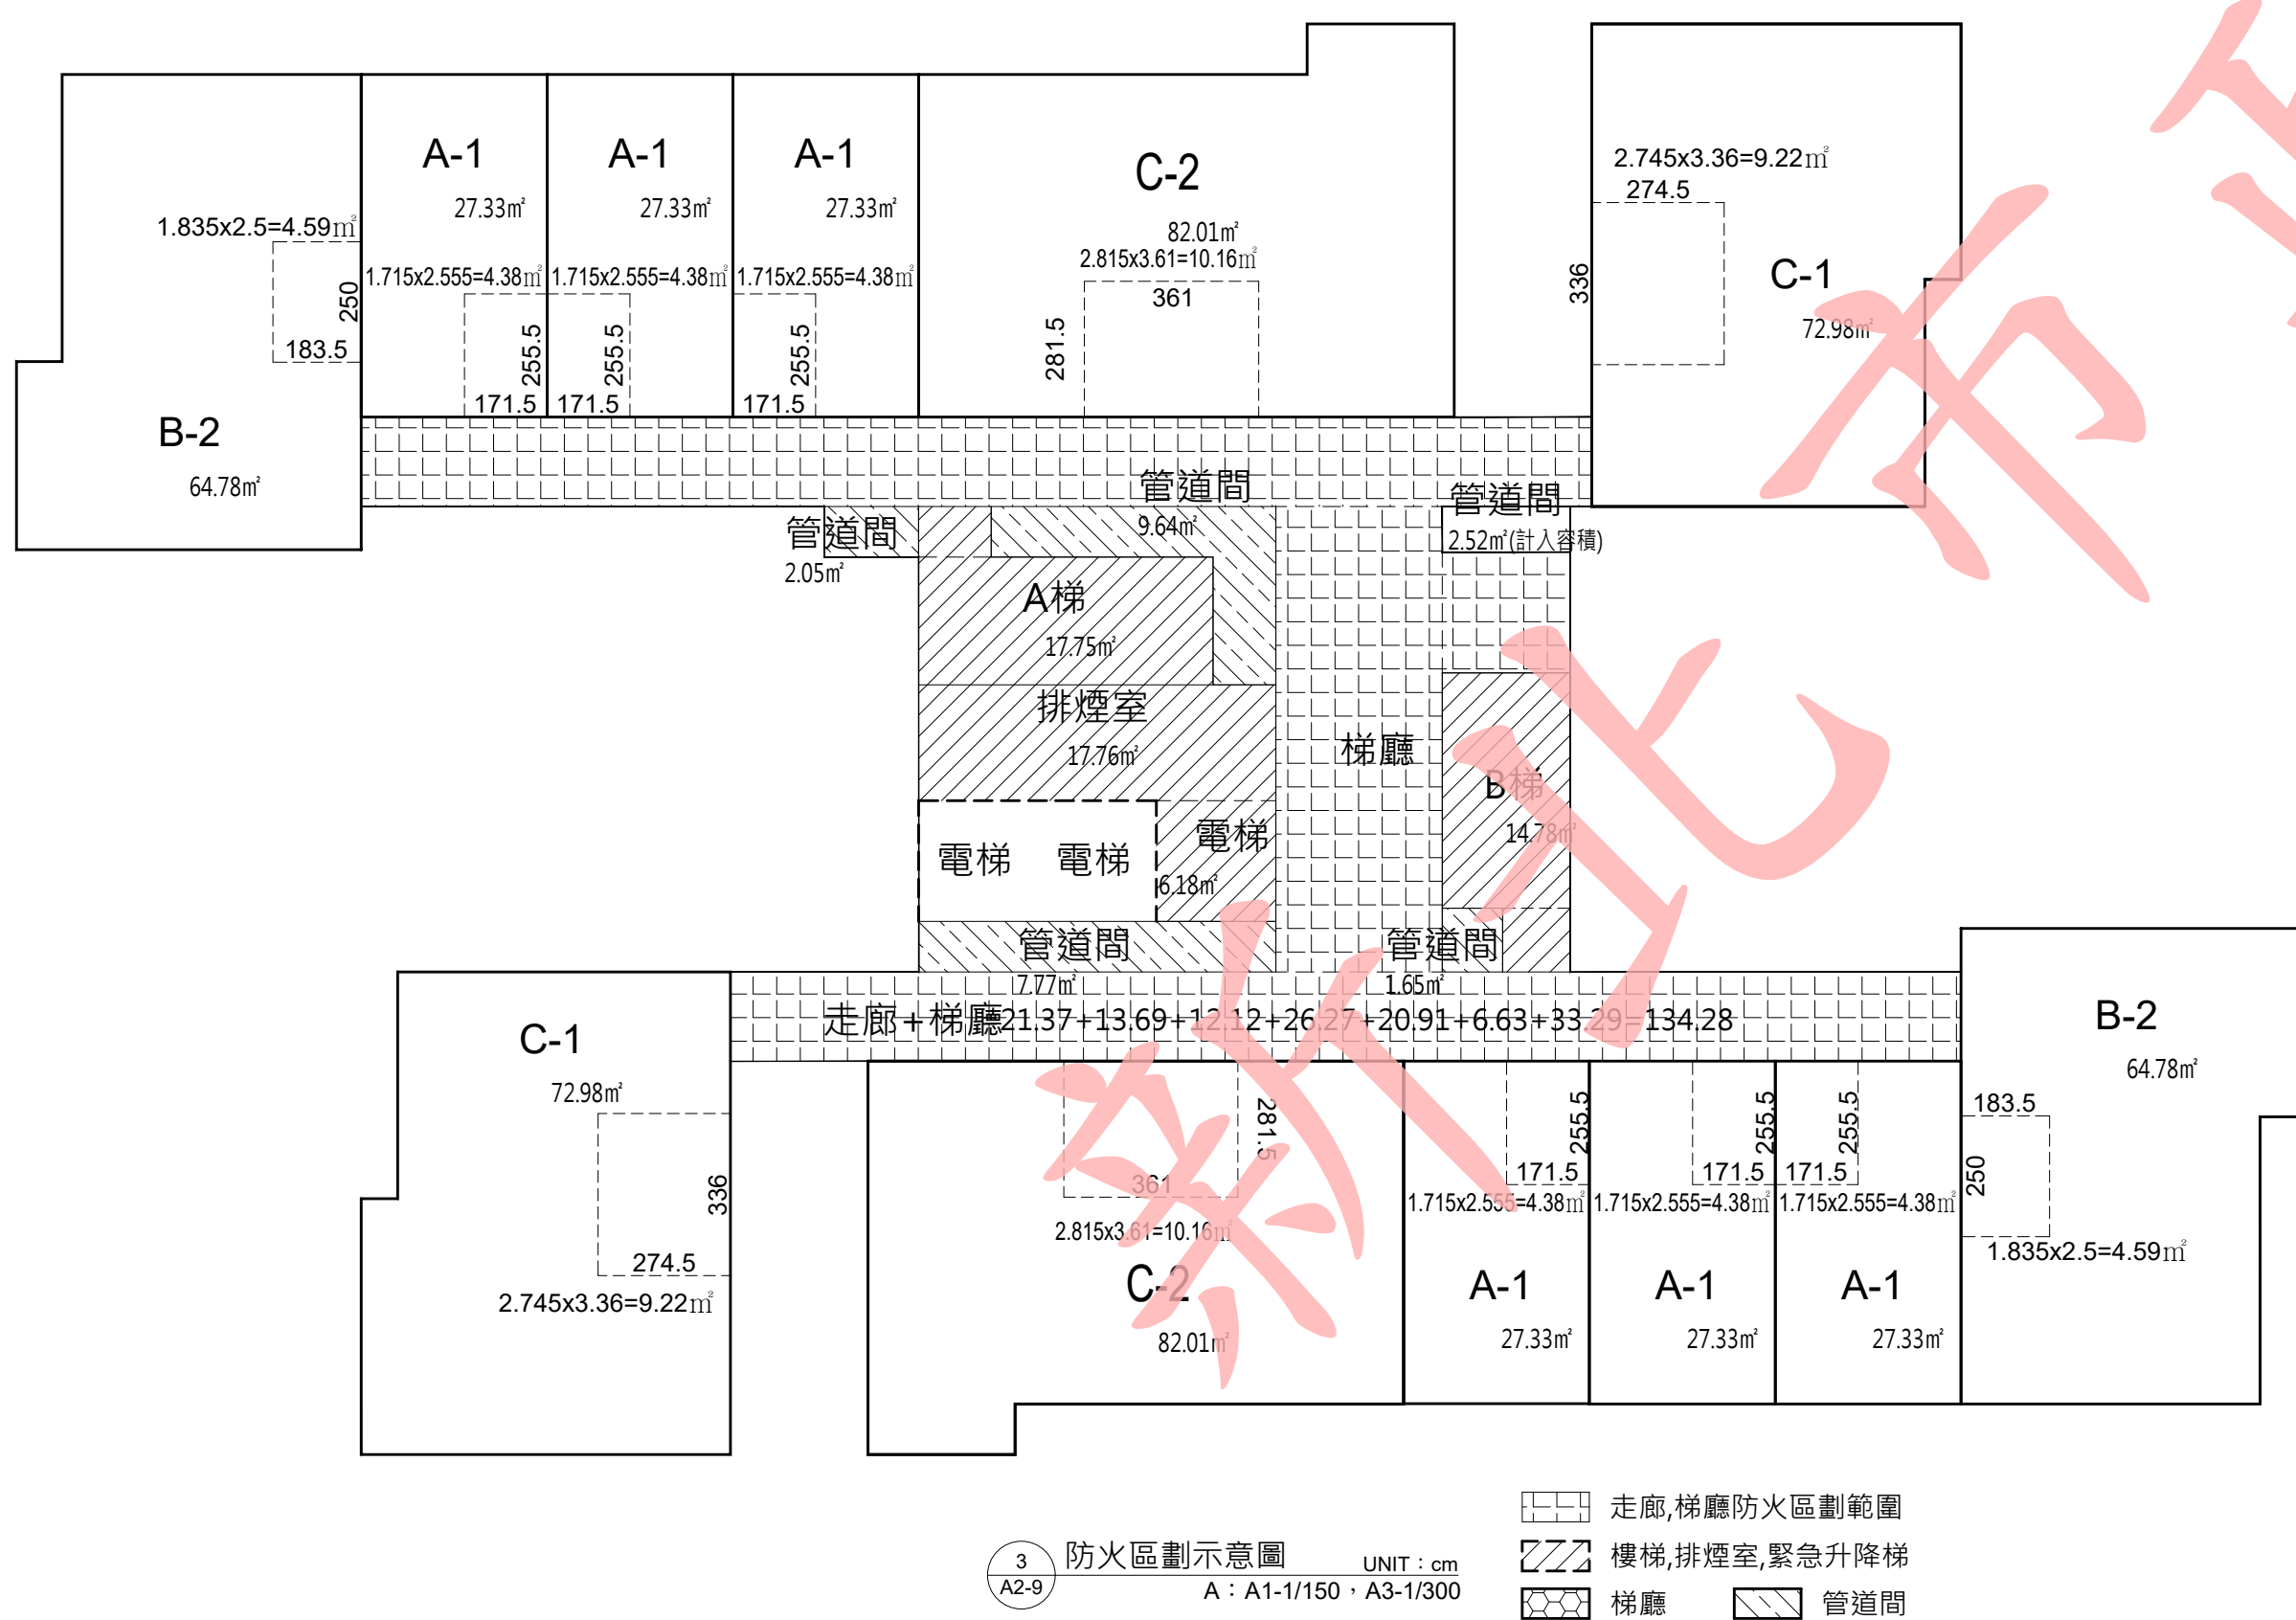 A-1
A-1
A-1
27.33㎡
27.33㎡
27.33㎡
C-2
82.01㎡
2.815x3.61=10.16㎡
361
281.5
2.745x3.36=9.22㎡
274.5
336
C-1
72.98㎡
1.835x2.5=4.59㎡
250
183.5
1.715x2.555=4.38㎡
1.715x2.555=4.38㎡
1.715x2.555=4.38㎡
255.5
255.5
255.5
171.5
171.5
171.5
B-2
64.78㎡
管道間
9.64㎡
管道間
2.52㎡(計入容積)
管道間
2.05㎡
A梯
17.75㎡
排煙室
17.76㎡
梯廳
B梯
14.78㎡
電梯
電梯
電梯
6.18㎡
管道間
7.77㎡
管道間
1.65㎡
走廊+梯廳21.37+13.69+12.12+26.27+20.91+6.63+33.29=134.28
C-1
72.98㎡
336
274.5
2.745x3.36=9.22㎡
281.5
361
2.815x3.61=10.16㎡
C-2
82.01㎡
255.5
255.5
255.5
171.5
171.5
171.5
1.715x2.555=4.38㎡
1.715x2.555=4.38㎡
1.715x2.555=4.38㎡
A-1
A-1
A-1
27.33㎡
27.33㎡
27.33㎡
B-2
64.78㎡
183.5
250
1.835x2.5=4.59㎡
走廊,梯廳防火區劃範圍
樓梯,排煙室,緊急升降梯
梯廳
管道間
3
A2-9
防火區劃示意圖
UNIT：cm
A：A1-1/150，A3-1/300
新北市